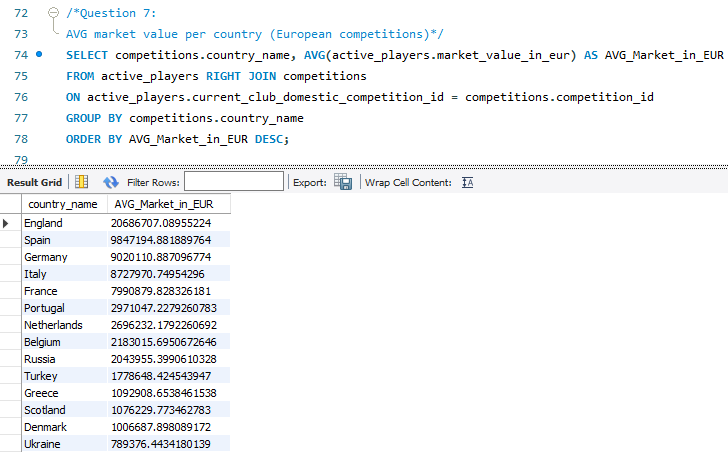 72 /*Question 7:
73 AVG market value per country (European competitions)*/
74 SELECT competitions.country_name, AVG(active_players.market_value_in_eur) AS AVG_Market_in_EUR
75 FROM active_players RIGHT JOIN competitions
76 ON active_players.current_club_domestic_competition_id = competitions.competition_id
77 GROUP BY competitions.country_name
78 ORDER BY AVG_Market_in_EUR DESC;
79
Result Grid Filter Rows: Export: Wrap Cell Content:
country_name AVG_Market_in_EUR
England 20686707.08955224
Spain 9847194.881889764
Germany 9020110.887096774
Italy 8727970.74954296
France 7990879.828326181
Portugal 2971047.2279260783
Netherlands 2696232.1792260692
Belgium 2183015.6950672646
Russia 2043955.3990610328
Turkey 1778648.424543947
Greece 1092908.6538461538
Scotland 1076229.773462783
Denmark 1006687.898089172
Ukraine 789376.4434180139